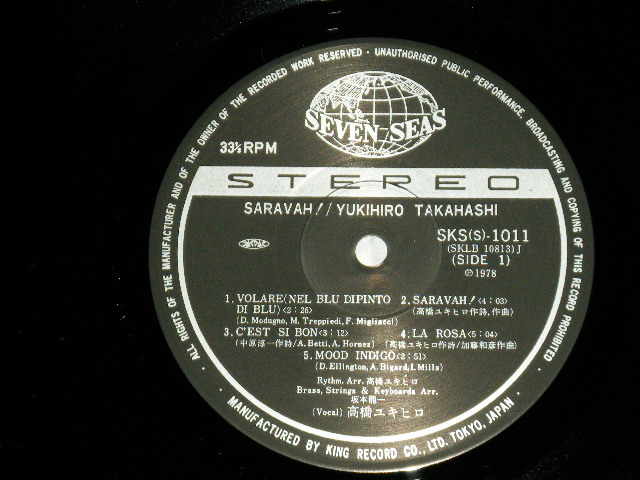 ALL RIGHTS OF THE MANUFACTURER AND OF THE OWNER OF THE RECORDED WORK RESERVED · UNAUTHORISED PUBLIC PERFORMANCE, BROADCASTING AND COPYING OF THIS RECORD PROHIBITED
SEVEN SEAS
33⅓RPM
STEREO
SARAVAH!／YUKIHIRO TAKAHASHI
SKS(S)-1011
(SKLB 10813)J
(SIDE 1)
℗1978
1. VOLARE(NEL BLU DIPINTO DI BLU)<2:26>
(D. Modugno, M. Treppiedi, F. Migliacci)
2. SARAVAH!<4:03>
(高橋ユキヒロ作詩,作曲)
3. C'EST SI BON<3:12>
(中原淳一作詩/A. Betti, A. Hornez)
4. LA ROSA<5:04>
(高橋ユキヒロ作詩/加藤和彦作曲)
5. MOOD INDIGO<2:51>
(D. Ellington, A. Bigard, I. Mills)
Rythm. Arr. 高橋ユキヒロ
Brass, Strings & Keyboards Arr.
坂本龍一
(Vocal) 高橋ユキヒロ
· MANUFACTURED BY KING RECORD CO., LTD. TOKYO, JAPAN ·